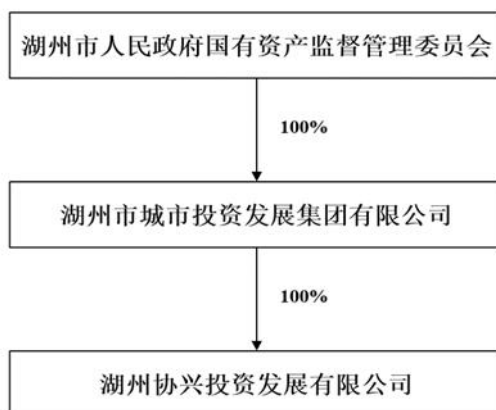 湖州市人民政府国有资产监督管理委员会
100%
湖州市城市投资发展集团有限公司
100%
湖州协兴投资发展有限公司